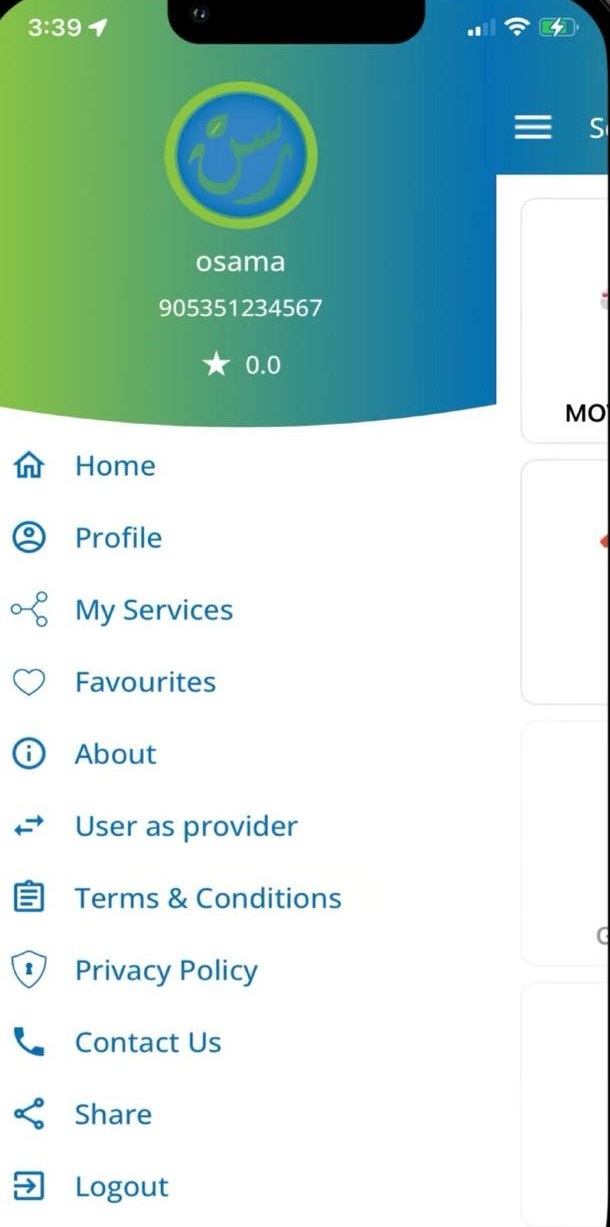 3:39
رسن
osama
905351234567
★ 0.0
Home
Profile
My Services
Favourites
About
User as provider
Terms & Conditions
Privacy Policy
Contact Us
Share
Logout